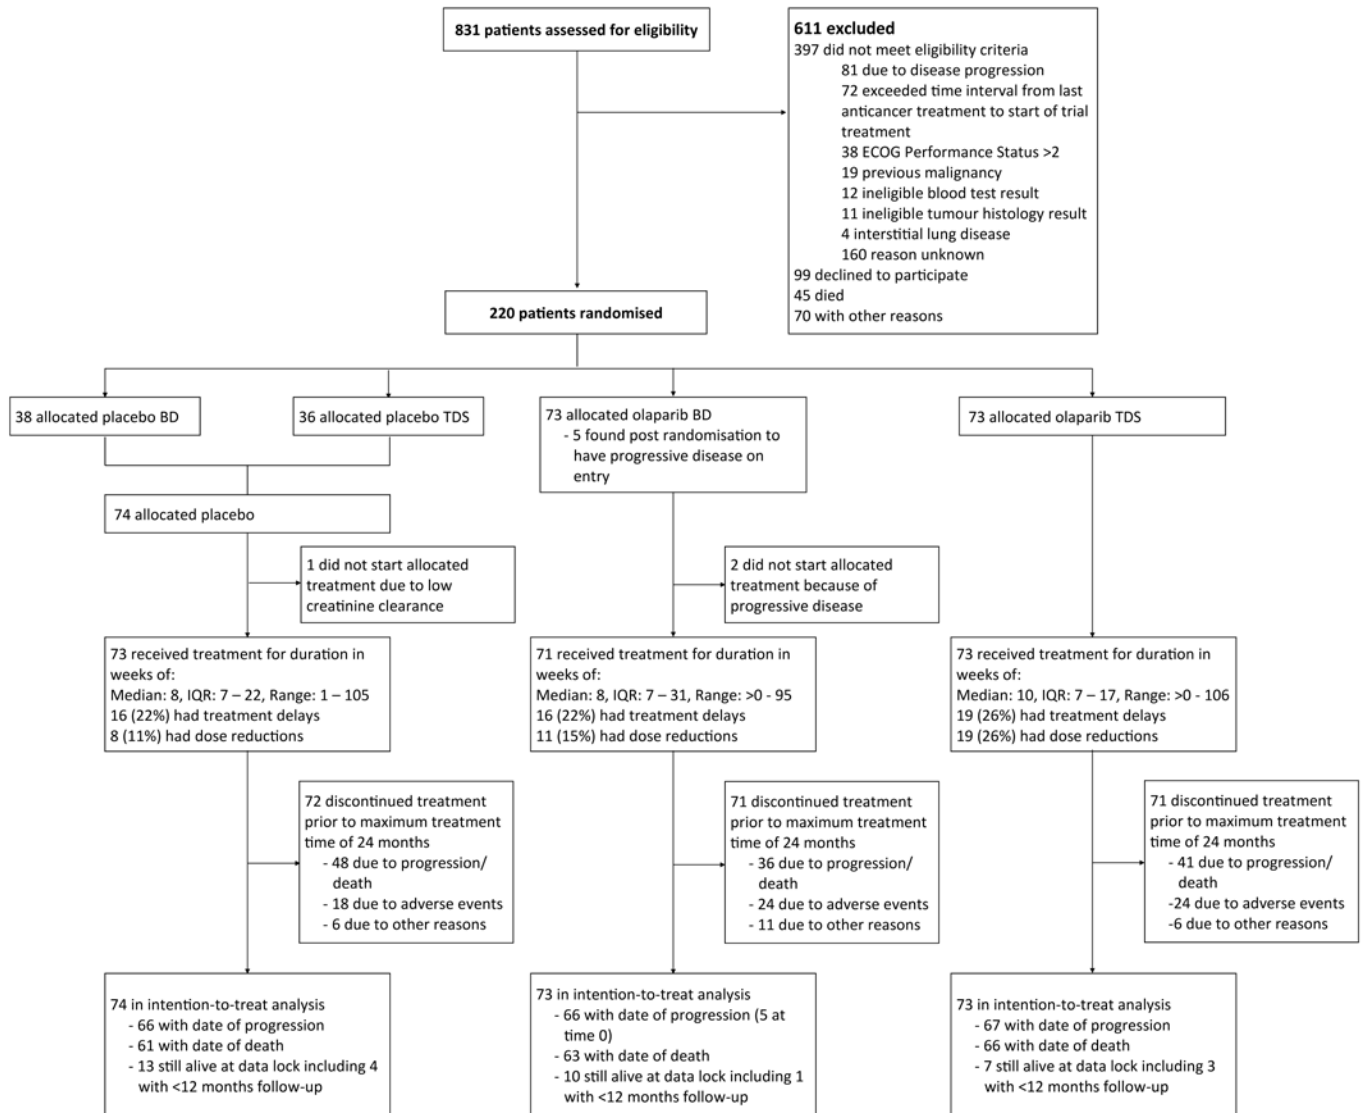 831 patients assessed for eligibility
611 excluded
397 did not meet eligibility criteria
81 due to disease progression
72 exceeded time interval from last
anticancer treatment to start of trial
treatment
38 ECOG Performance Status >2
19 previous malignancy
12 ineligible blood test result
11 ineligible tumour histology result
4 interstitial lung disease
160 reason unknown
99 declined to participate
45 died
70 with other reasons
220 patients randomised
38 allocated placebo BD
36 allocated placebo TDS
73 allocated olaparib BD
- 5 found post randomisation to
have progressive disease on
entry
73 allocated olaparib TDS
74 allocated placebo
1 did not start allocated
treatment due to low
creatinine clearance
2 did not start allocated
treatment because of
progressive disease
73 received treatment for duration in
weeks of:
Median: 8, IQR: 7 – 22, Range: 1 – 105
16 (22%) had treatment delays
8 (11%) had dose reductions
71 received treatment for duration in
weeks of:
Median: 8, IQR: 7 – 31, Range: >0 - 95
16 (22%) had treatment delays
11 (15%) had dose reductions
73 received treatment for duration in
weeks of:
Median: 10, IQR: 7 – 17, Range: >0 - 106
19 (26%) had treatment delays
19 (26%) had dose reductions
72 discontinued treatment
prior to maximum treatment
time of 24 months
- 48 due to progression/
death
- 18 due to adverse events
- 6 due to other reasons
71 discontinued treatment
prior to maximum treatment
time of 24 months
- 36 due to progression/
death
- 24 due to adverse events
- 11 due to other reasons
71 discontinued treatment
prior to maximum treatment
time of 24 months
- 41 due to progression/
death
-24 due to adverse events
-6 due to other reasons
74 in intention-to-treat analysis
- 66 with date of progression
- 61 with date of death
- 13 still alive at data lock including 4
with <12 months follow-up
73 in intention-to-treat analysis
- 66 with date of progression (5 at
time 0)
- 63 with date of death
- 10 still alive at data lock including 1
with <12 months follow-up
73 in intention-to-treat analysis
- 67 with date of progression
- 66 with date of death
- 7 still alive at data lock including 3
with <12 months follow-up